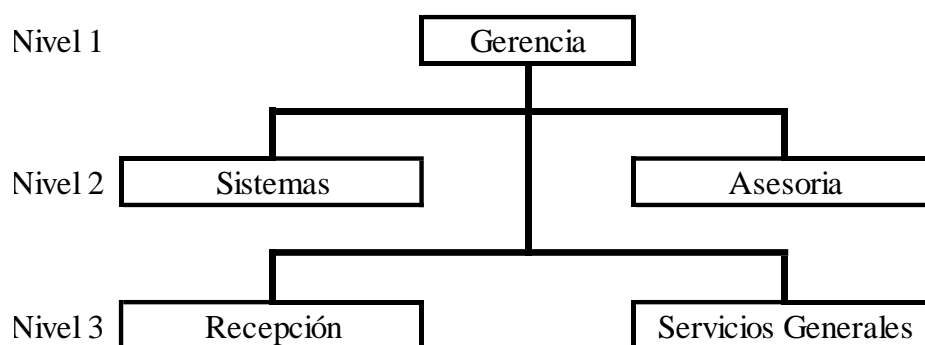 Nivel 1 Gerencia
Nivel 2 Sistemas Asesoria
Nivel 3 Recepción Servicios Generales